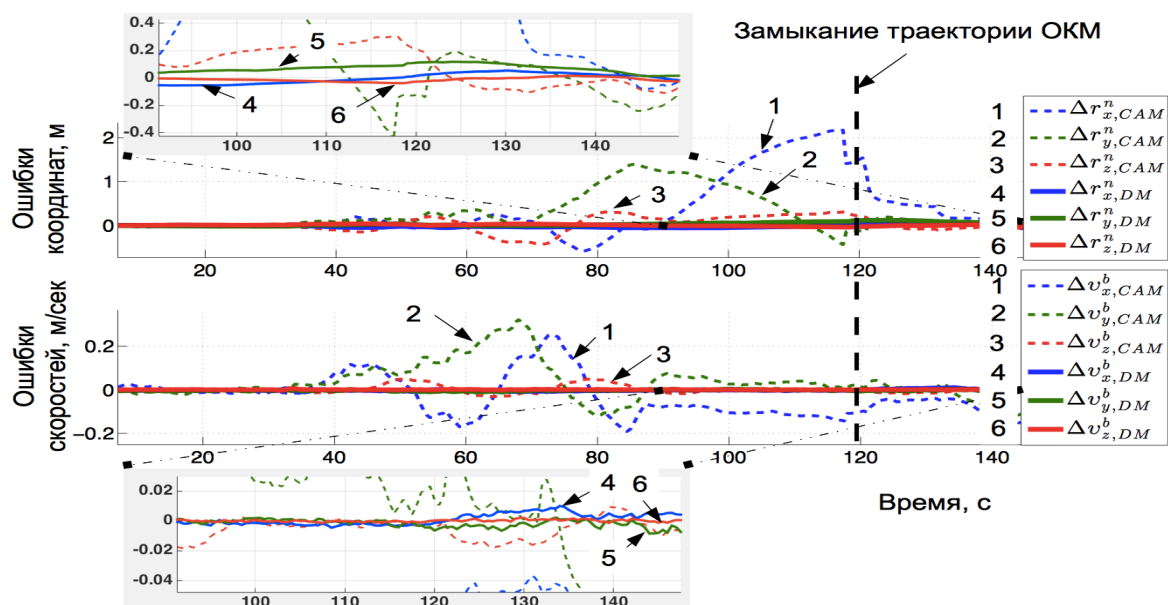 Замыкание траектории ОКМ
0.4
0.2
0
-0.2
-0.4
100 110 120 130 140
5
4
6
Ошибки
координат, м
2
1
0
1
2
3
20 40 60 80 100 120 140
1 Δr^n_{x,CAM}
2 Δr^n_{y,CAM}
3 Δr^n_{z,CAM}
4 Δr^n_{x,DM}
5 Δr^n_{y,DM}
6 Δr^n_{z,DM}
Ошибки
скоростей, м/сек
0.2
0
−0.2
2
1
3
20 40 60 80 100 120 140
1 Δυ^b_{x,CAM}
2 Δυ^b_{y,CAM}
3 Δυ^b_{z,CAM}
4 Δυ^b_{x,DM}
5 Δυ^b_{y,DM}
6 Δυ^b_{z,DM}
0.02
0
-0.02
-0.04
4 6
5
100 110 120 130 140
Время, с